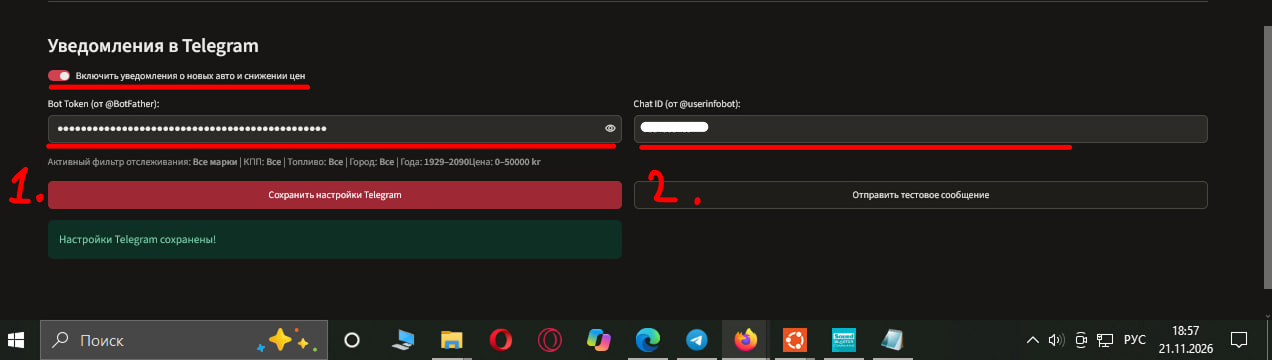 Уведомления в Telegram
Включить уведомления о новых авто и снижении цен
Bot Token (от @BotFather):
Chat ID (от @userinfobot):
Активный фильтр отслеживания: Все марки | КПП: Все | Топливо: Все | Город: Все | Года: 1929–2090Цена: 0–50000 kr
1.
Сохранить настройки Telegram
2.
Отправить тестовое сообщение
Настройки Telegram сохранены!
Поиск
РУС
18:57
21.11.2026